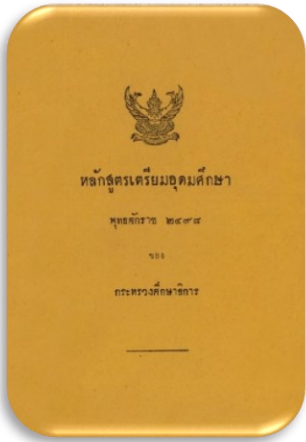 หลักสูตรเตรียมอุดมศึกษา
พุทธศักราช ๒๔๙๘
ของ
กระทรวงศึกษาธิการ